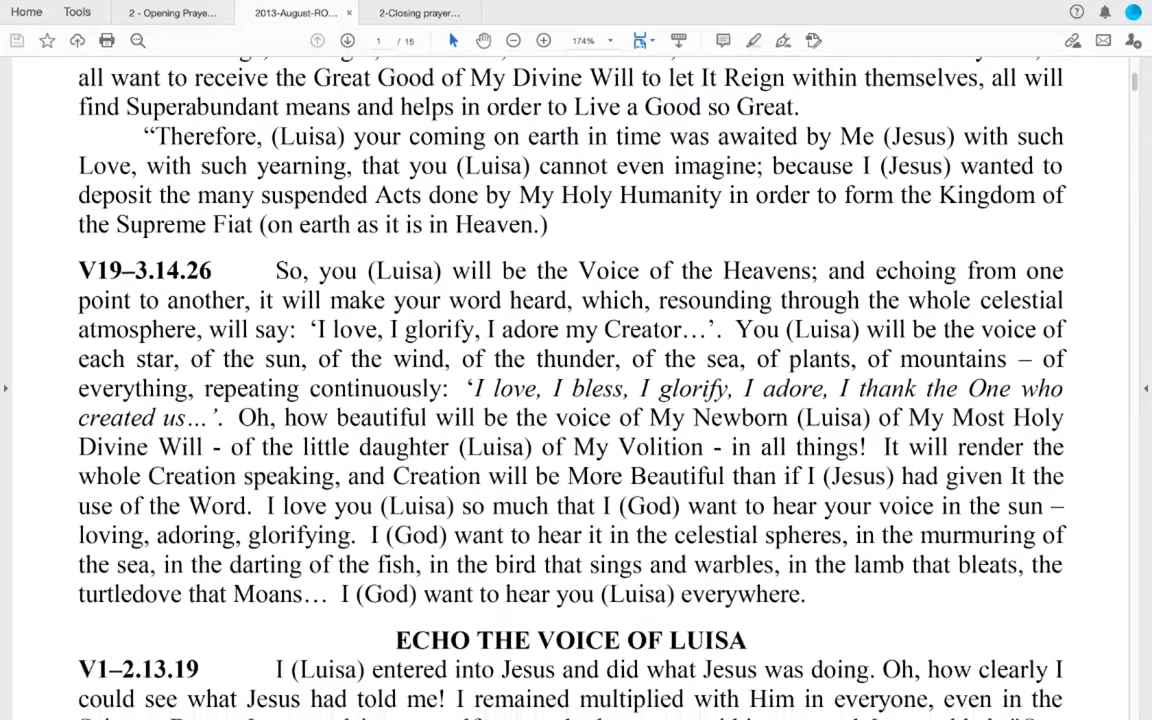 Home Tools 2 - Opening Praye... 2013-August-RO... × 2-Closing prayer...
1 / 15 174%
all want to receive the Great Good of My Divine Will to let It Reign within themselves, all will
find Superabundant means and helps in order to Live a Good so Great.
“Therefore, (Luisa) your coming on earth in time was awaited by Me (Jesus) with such
Love, with such yearning, that you (Luisa) cannot even imagine; because I (Jesus) wanted to
deposit the many suspended Acts done by My Holy Humanity in order to form the Kingdom of
the Supreme Fiat (on earth as it is in Heaven.)
V19–3.14.26 So, you (Luisa) will be the Voice of the Heavens; and echoing from one
point to another, it will make your word heard, which, resounding through the whole celestial
atmosphere, will say: ‘I love, I glorify, I adore my Creator…’. You (Luisa) will be the voice of
each star, of the sun, of the wind, of the thunder, of the sea, of plants, of mountains – of
everything, repeating continuously: ‘I love, I bless, I glorify, I adore, I thank the One who
created us…’. Oh, how beautiful will be the voice of My Newborn (Luisa) of My Most Holy
Divine Will - of the little daughter (Luisa) of My Volition - in all things! It will render the
whole Creation speaking, and Creation will be More Beautiful than if I (Jesus) had given It the
use of the Word. I love you (Luisa) so much that I (God) want to hear your voice in the sun –
loving, adoring, glorifying. I (God) want to hear it in the celestial spheres, in the murmuring of
the sea, in the darting of the fish, in the bird that sings and warbles, in the lamb that bleats, the
turtledove that Moans… I (God) want to hear you (Luisa) everywhere.
ECHO THE VOICE OF LUISA
V1–2.13.19 I (Luisa) entered into Jesus and did what Jesus was doing. Oh, how clearly I
could see what Jesus had told me! I remained multiplied with Him in everyone, even in the